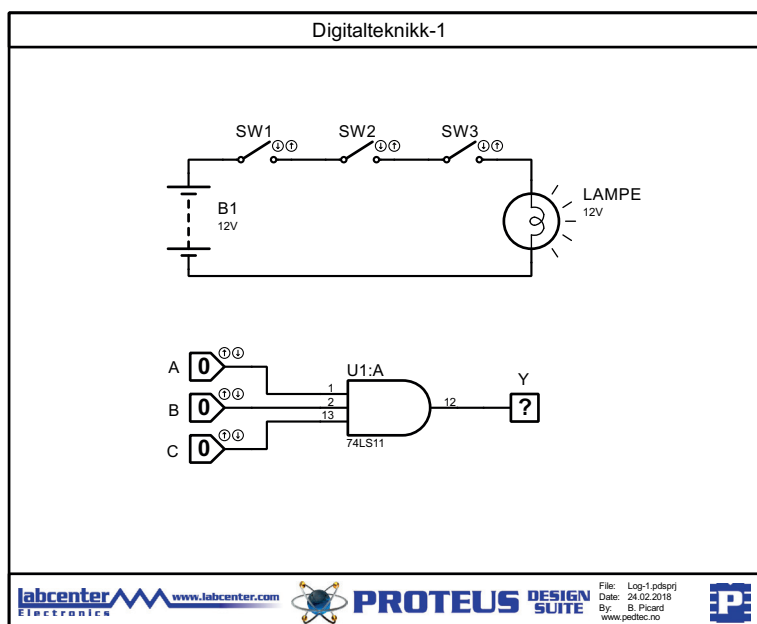 Digitalteknikk-1
SW1 SW2 SW3
B1
12V
LAMPE
12V
A 0
B 0
C 0
U1:A
1
2
13
12
74LS11
Y
?
labcenter www.labcenter.com
Electronics
PROTEUS DESIGN SUITE
File: Log-1.pdsprj
Date: 24.02.2018
By: B. Picard
www.pedtec.no
P